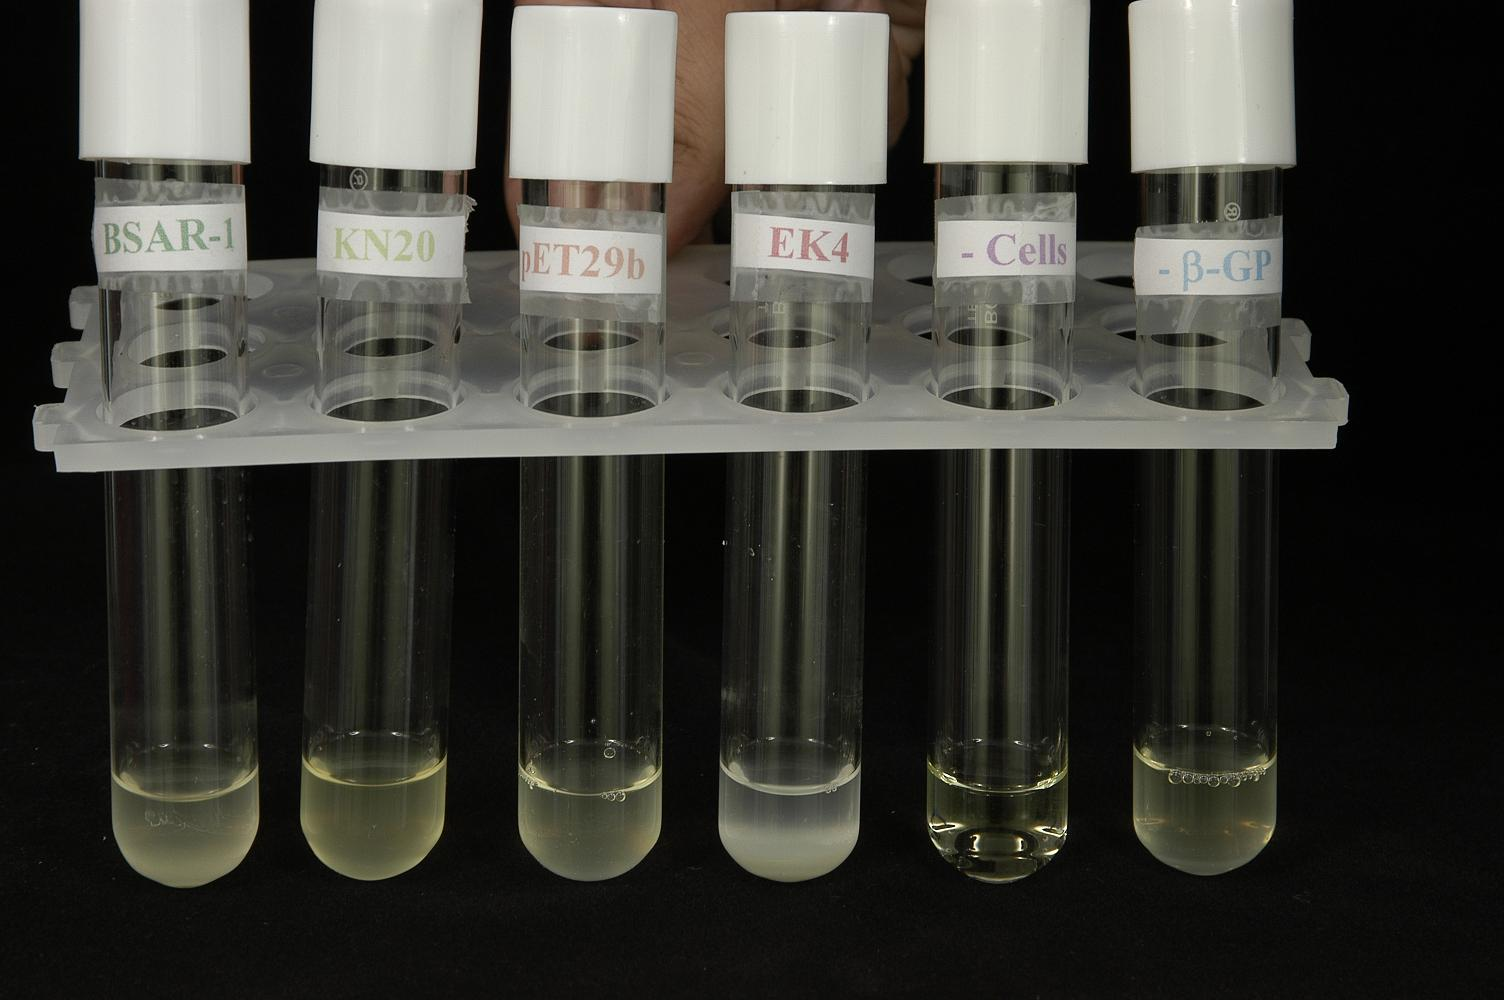 BSAR-1
KN20
pET29b
EK4
- Cells
- β-GP